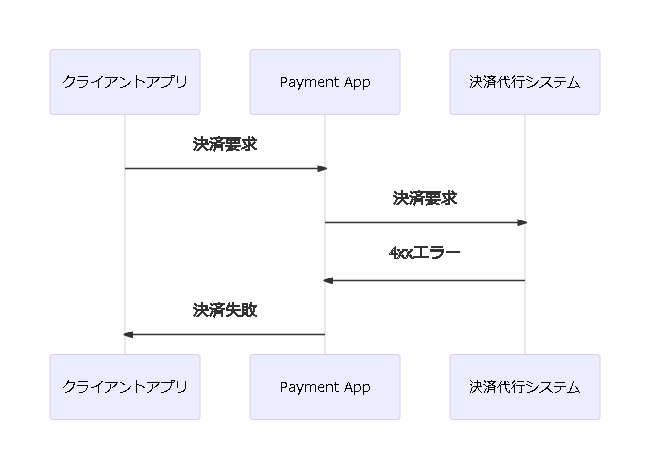 クライアントアプリ
Payment App
決済代行システム
決済要求
決済要求
4xxエラー
決済失敗
クライアントアプリ
Payment App
決済代行システム